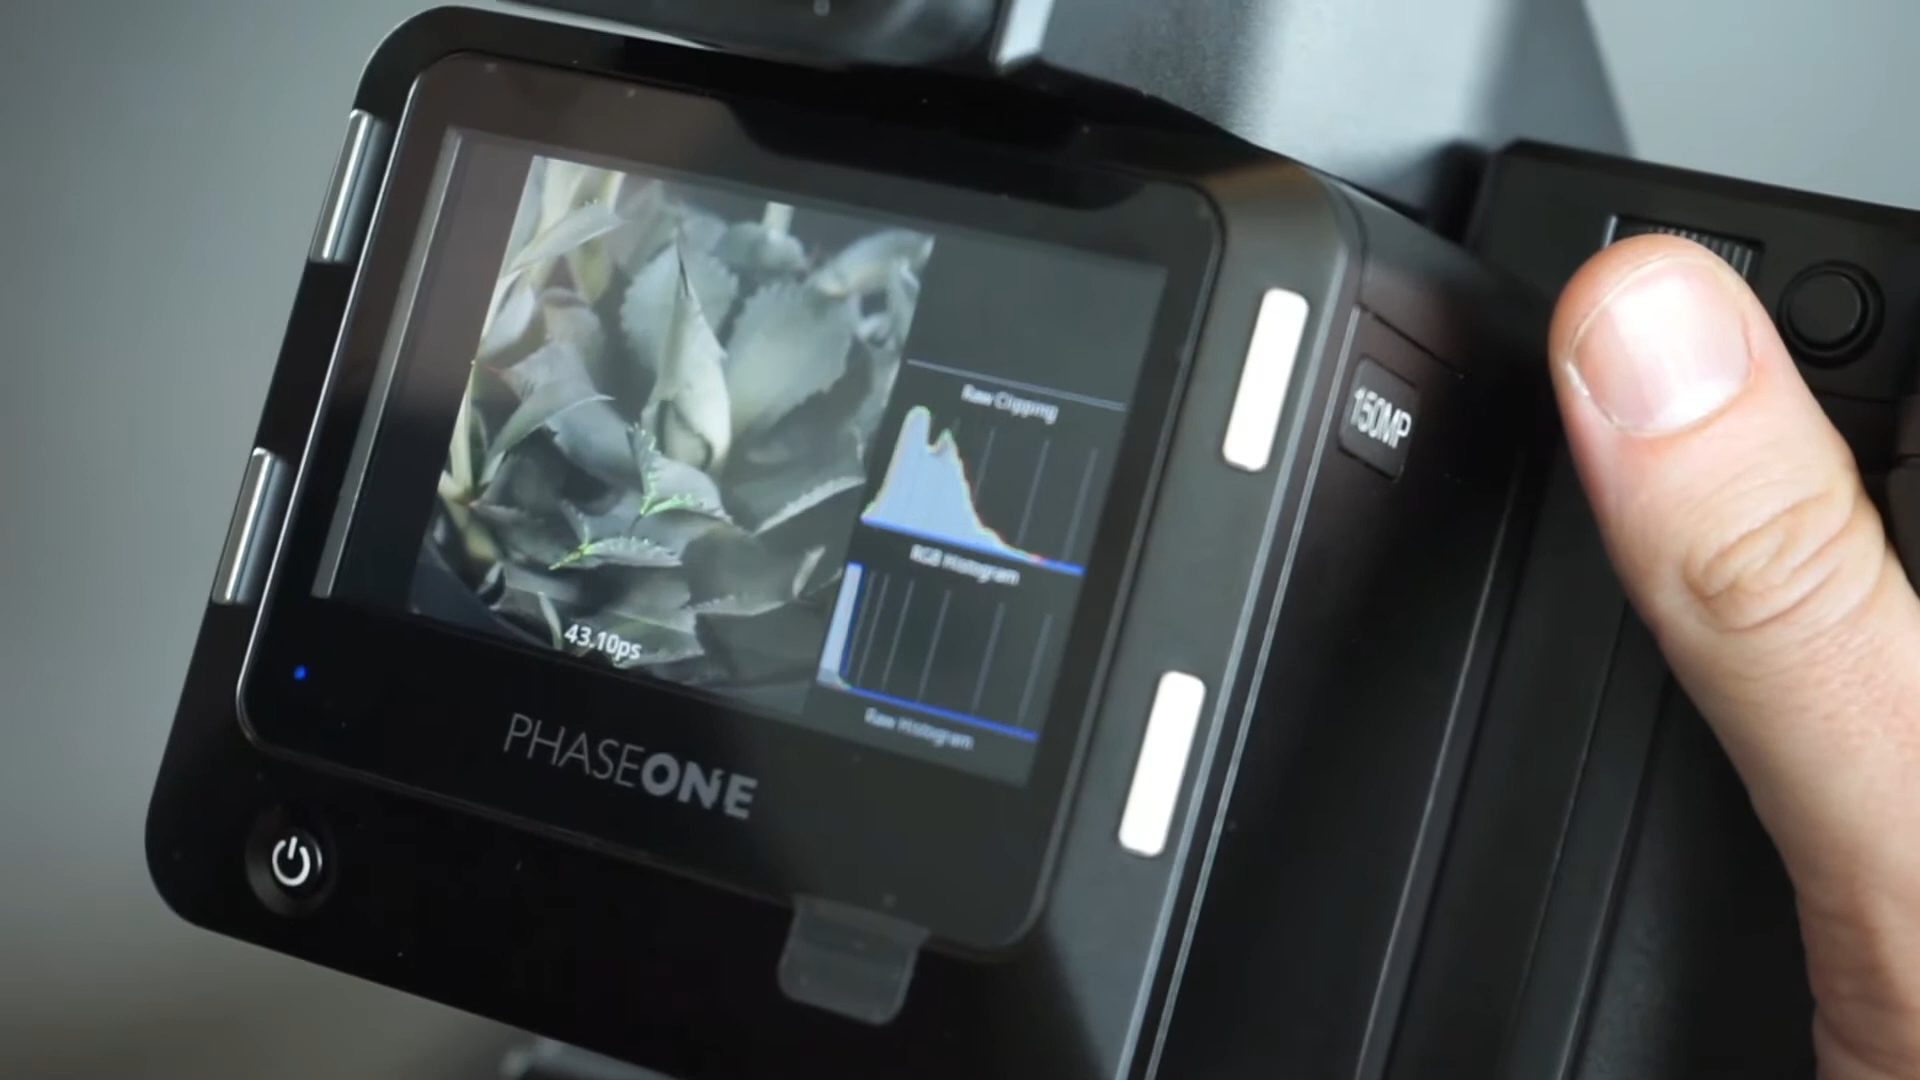 Raw Clipping
150MP
RGB Histogram
43.10ps
Raw Histogram
PHASEONE